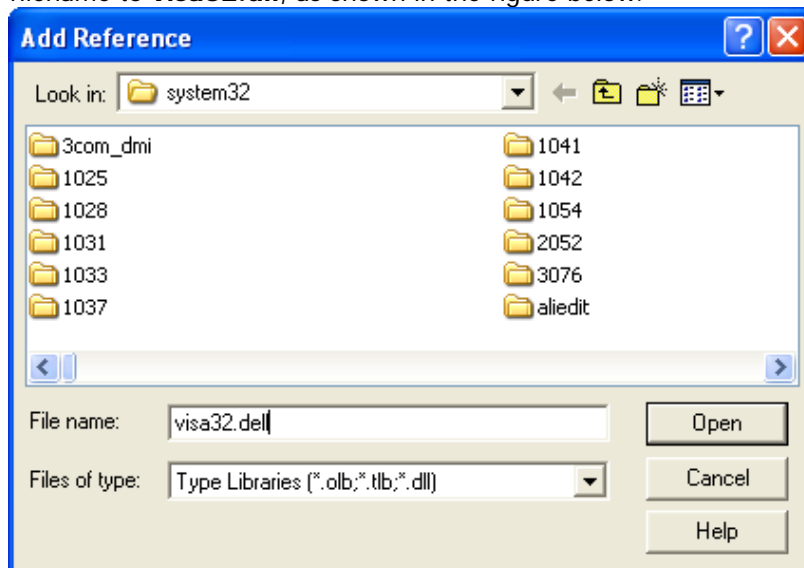 Add Reference
Look in: system32
3com_dmi
1025
1028
1031
1033
1037
1041
1042
1054
2052
3076
aliedit
File name: visa32.dell
Open
Files of type: Type Libraries (*.olb;*.tlb;*.dll)
Cancel
Help